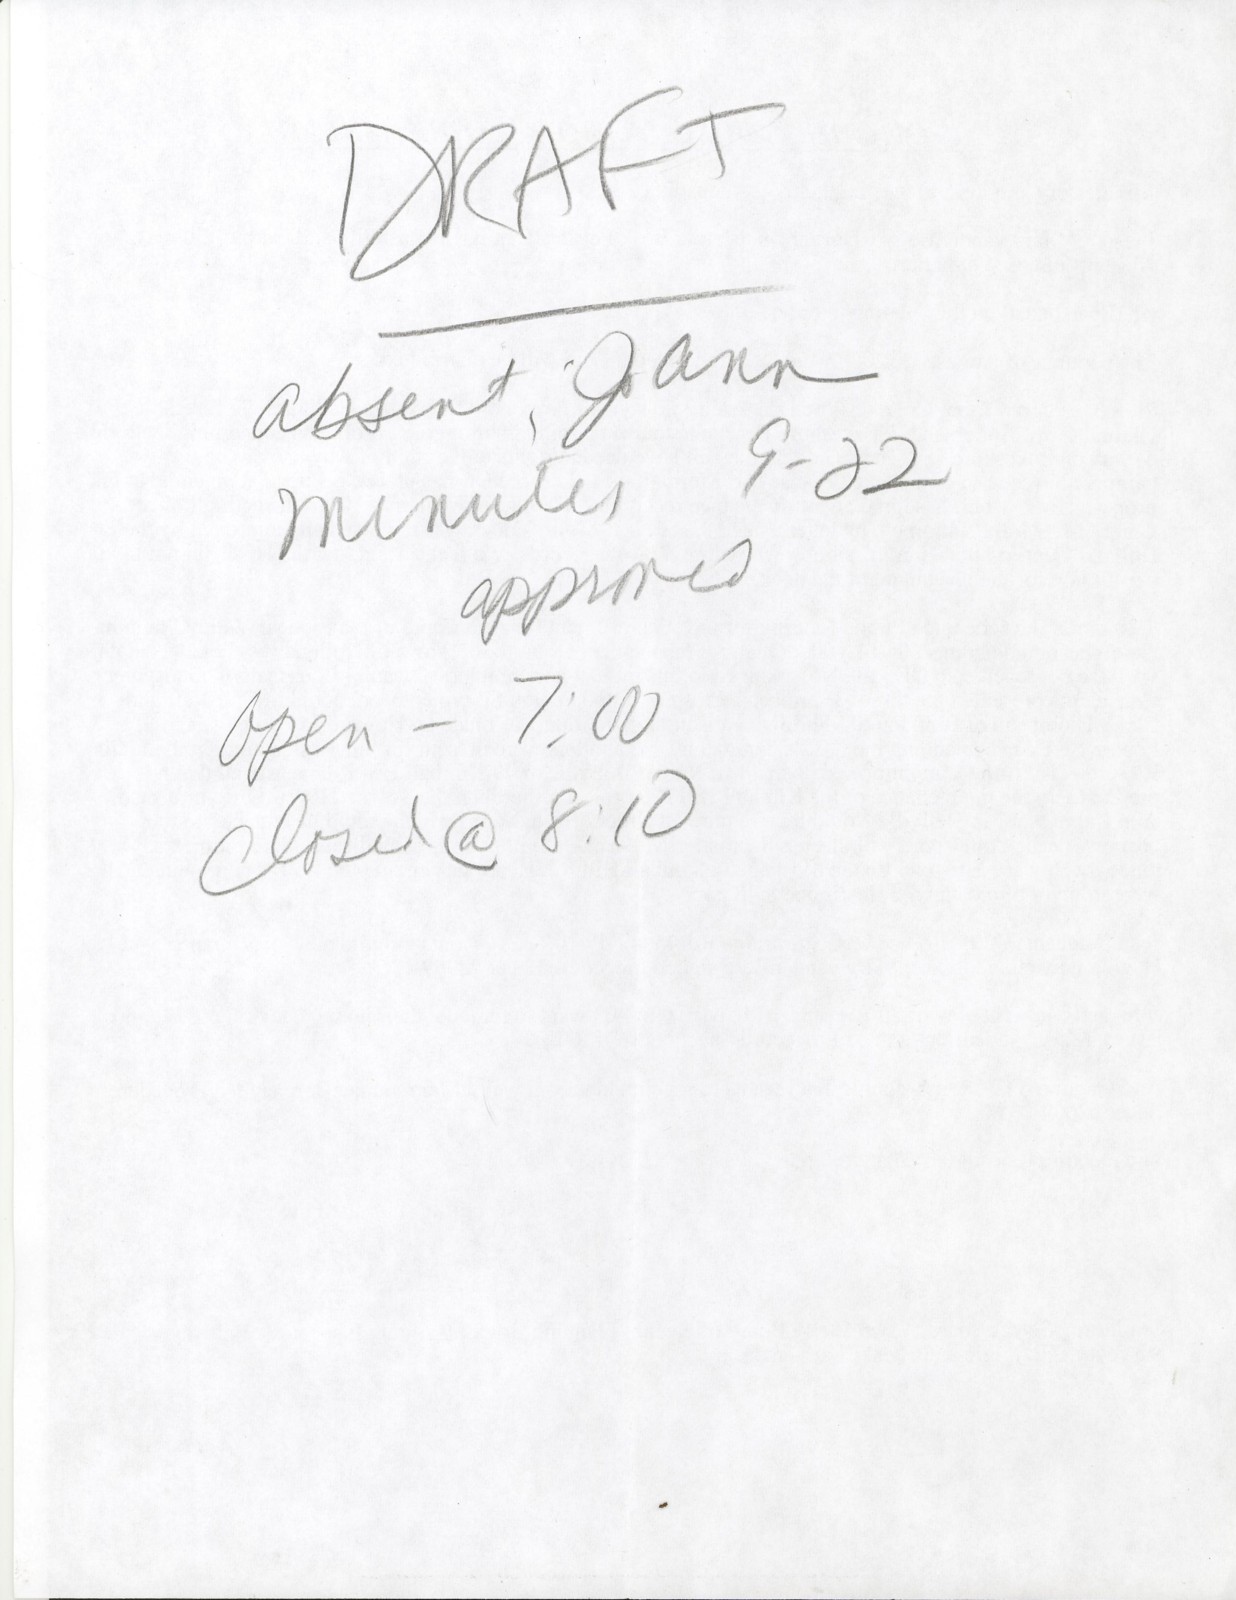 DRAFT
absent, JoAnn
minutes 9-22
approved
open - 7:00
closed @ 8:10